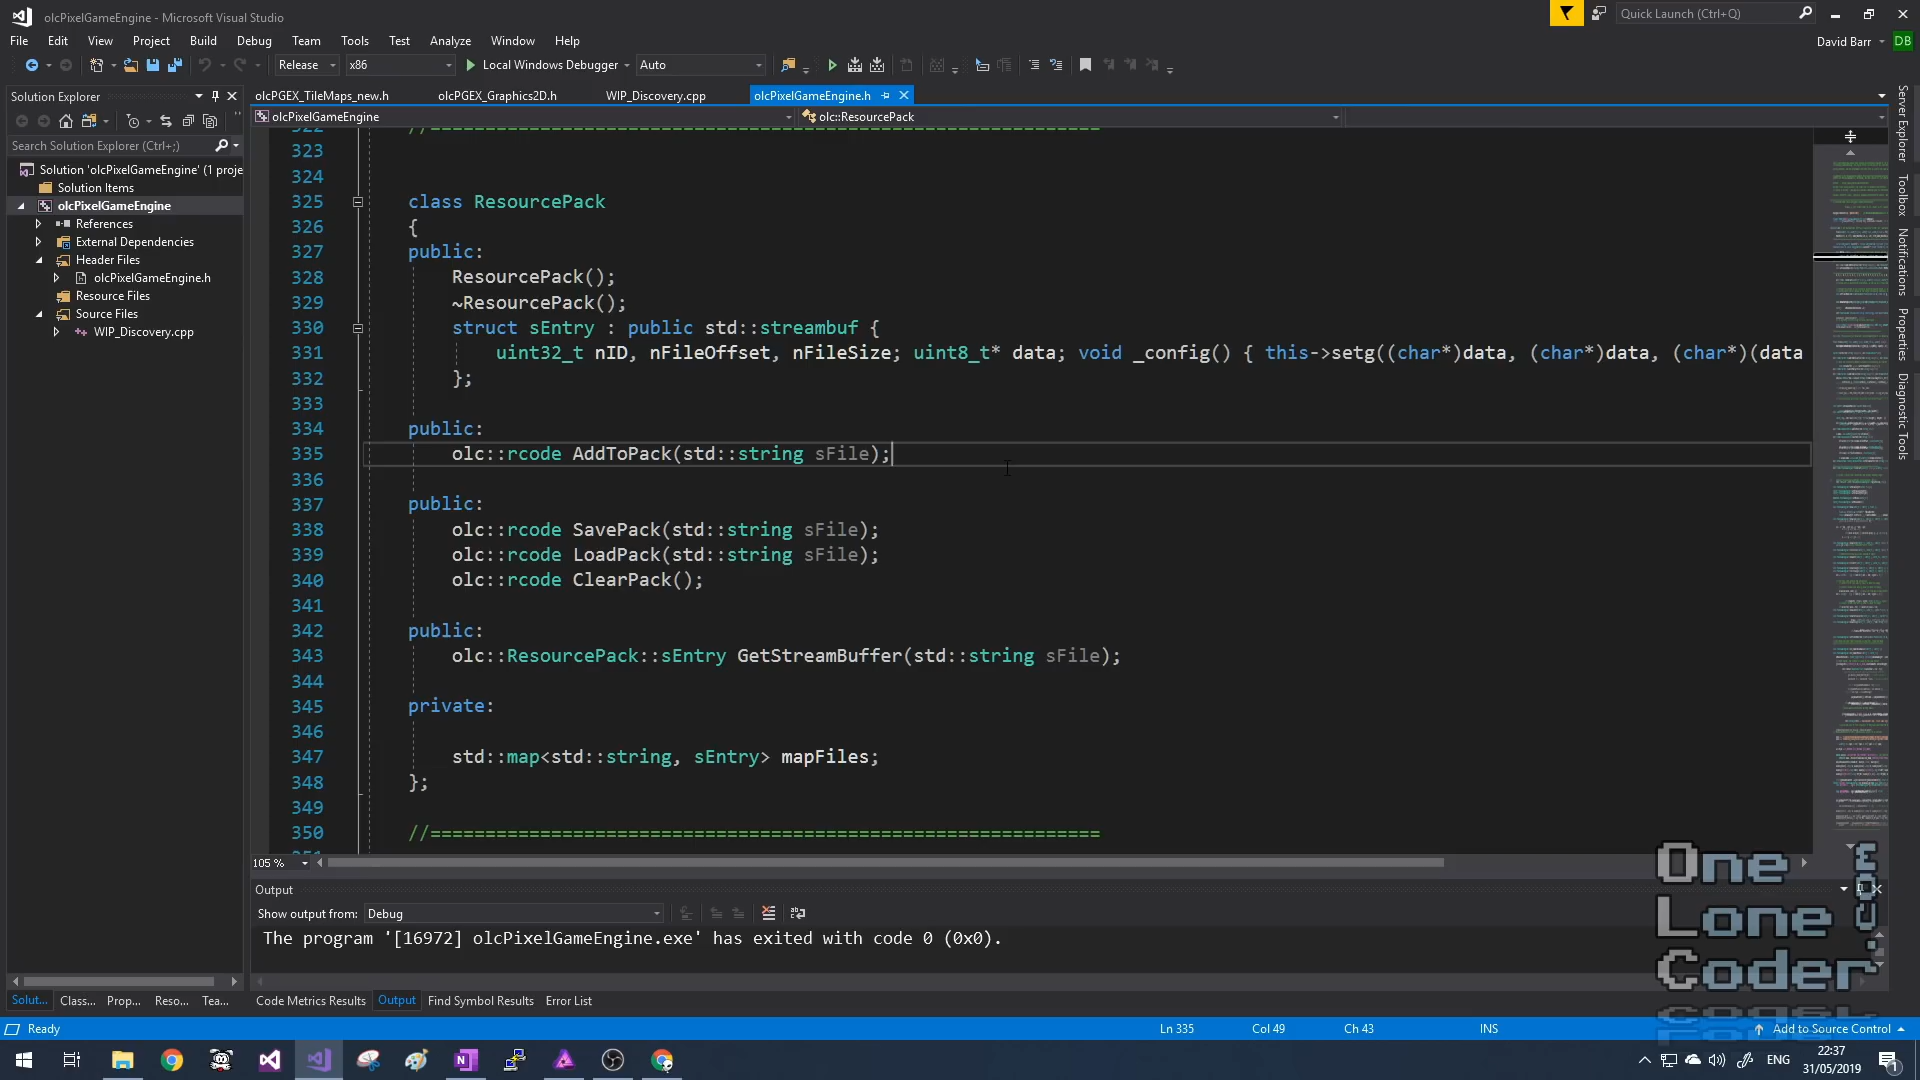 olcPixelGameEngine - Microsoft Visual Studio
Quick Launch (Ctrl+Q)
File Edit View Project Build Debug Team Tools Test Analyze Window Help
David Barr DB
Release x86 Local Windows Debugger Auto
Solution Explorer
olcPGEX_TileMaps_new.h olcPGEX_Graphics2D.h WIP_Discovery.cpp olcPixelGameEngine.h
olcPixelGameEngine olc::ResourcePack
Search Solution Explorer (Ctrl+;)
Solution 'olcPixelGameEngine' (1 proje
Solution Items
olcPixelGameEngine
References
External Dependencies
Header Files
olcPixelGameEngine.h
Resource Files
Source Files
WIP_Discovery.cpp
322 //=============================================================
323
324
325 class ResourcePack
326 {
327 public:
328 ResourcePack();
329 ~ResourcePack();
330 struct sEntry : public std::streambuf {
331 uint32_t nID, nFileOffset, nFileSize; uint8_t* data; void _config() { this->setg((char*)data, (char*)data, (char*)(data
332 };
333
334 public:
335 olc::rcode AddToPack(std::string sFile);
336
337 public:
338 olc::rcode SavePack(std::string sFile);
339 olc::rcode LoadPack(std::string sFile);
340 olc::rcode ClearPack();
341
342 public:
343 olc::ResourcePack::sEntry GetStreamBuffer(std::string sFile);
344
345 private:
346
347 std::map<std::string, sEntry> mapFiles;
348 };
349
350 //=============================================================
105 %
Server Explorer
Toolbox
Notifications
Properties
Diagnostic Tools
Output
Show output from: Debug
The program '[16972] olcPixelGameEngine.exe' has exited with code 0 (0x0).
Solut... Class... Prop... Reso... Tea... Code Metrics Results Output Find Symbol Results Error List
One
Lone
Coder
.com
Ready Ln 335 Col 49 Ch 43 INS Add to Source Control
ENG 22:37
31/05/2019
1